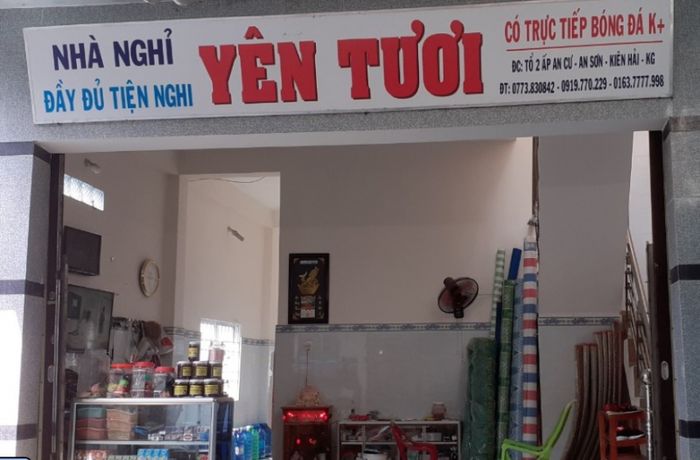 NHÀ NGHỈ
ĐẦY ĐỦ TIỆN NGHI
YÊN TƯƠI
CÓ TRỰC TIẾP BÓNG ĐÁ K+
ĐC: TỔ 2 ẤP AN CƯ - AN SƠN - KIÊN HẢI - KG
ĐT: 0773.830842 - 0919.770.229 - 0163.7777.998